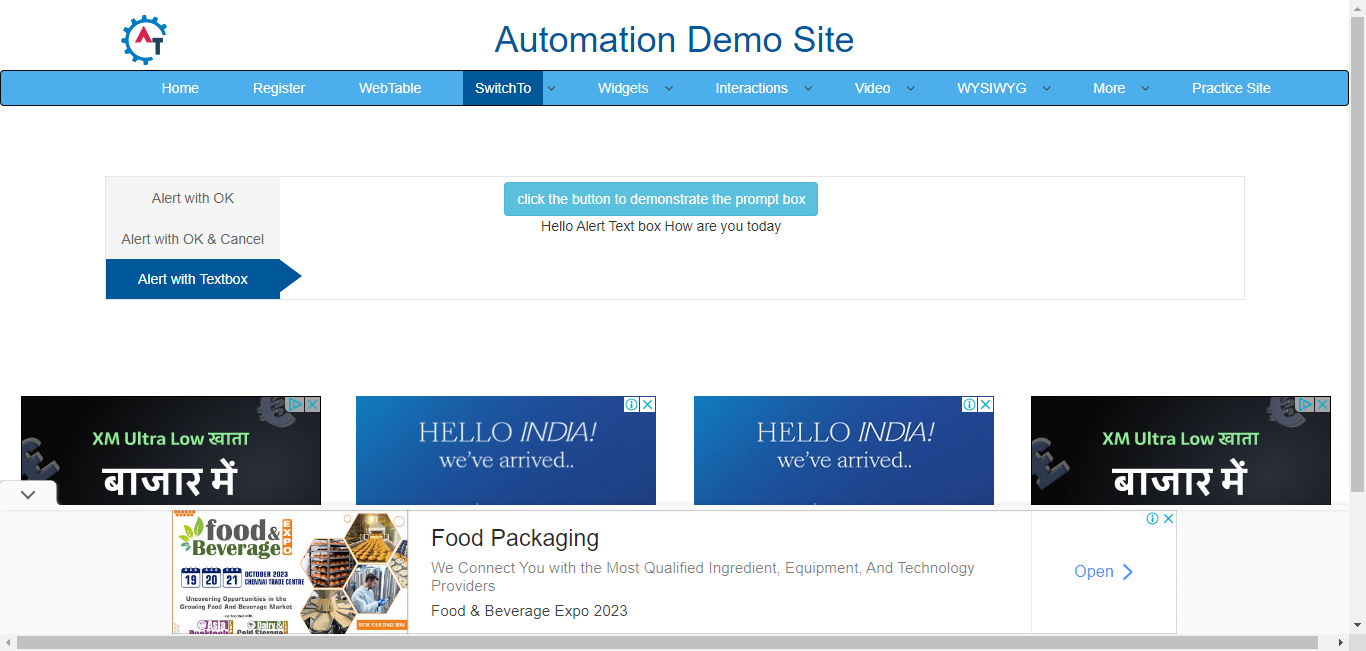 Automation Demo Site
Home Register WebTable SwitchTo Widgets Interactions Video WYSIWYG More Practice Site
Alert with OK
Alert with OK & Cancel
Alert with Textbox
click the button to demonstrate the prompt box
Hello Alert Text box How are you today
XM Ultra Low खाता
बाजार में
HELLO INDIA!
we've arrived..
HELLO INDIA!
we've arrived..
XM Ultra Low खाता
बाजार में
food &
Beverage
EXPO
19 20 21 OCTOBER 2023
CHENNAI TRADE CENTRE
Uncovering Opportunities in the
Growing Food And Beverage Market
BOOK YOUR SPACE NOW
Food Packaging
We Connect You with the Most Qualified Ingredient, Equipment, And Technology
Providers
Food & Beverage Expo 2023
Open